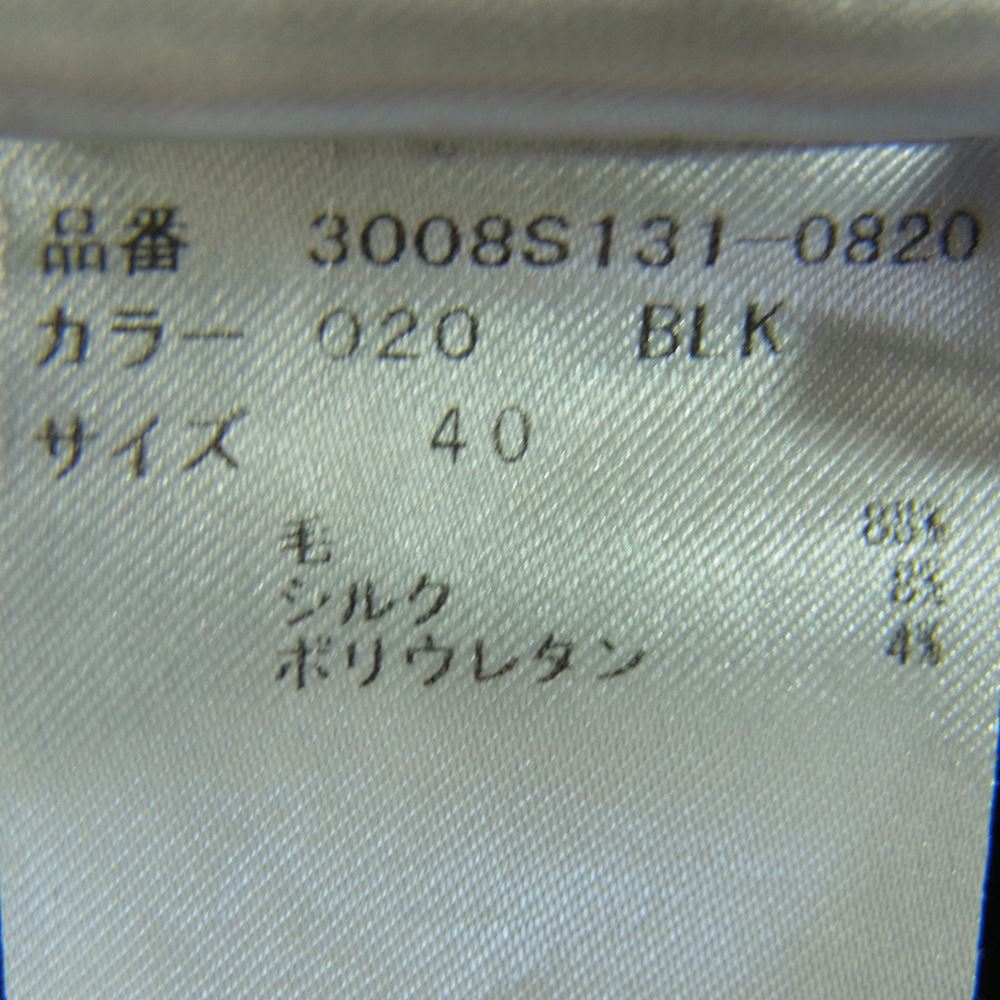 品番 3008S131-0820
カラー 020 BLK
サイズ 40
毛 88%
シルク 8%
ポリウレタン 4%